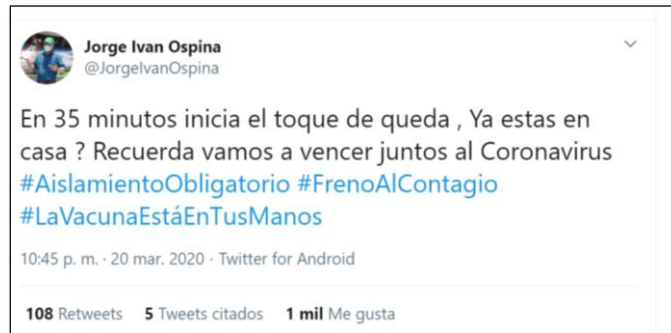 Jorge Ivan Ospina
@JorgeIvanOspina
En 35 minutos inicia el toque de queda , Ya estas en
casa ? Recuerda vamos a vencer juntos al Coronavirus
#AislamientoObligatorio #FrenoAlContagio
#LaVacunaEstáEnTusManos
10:45 p. m. · 20 mar. 2020 · Twitter for Android
108 Retweets 5 Tweets citados 1 mil Me gusta